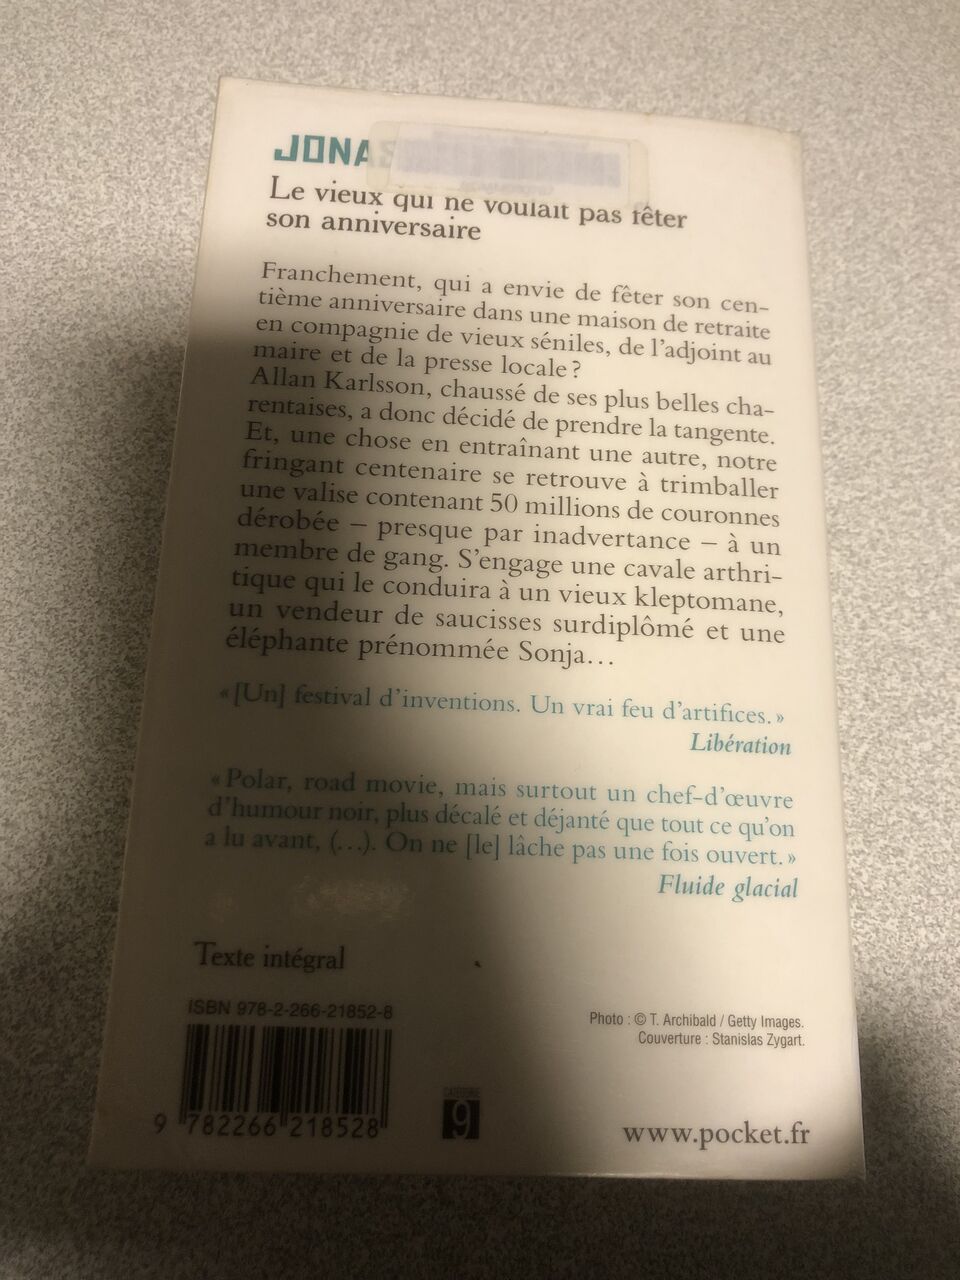 JONAS
Le vieux qui ne voulait pas fêter
son anniversaire
Franchement, qui a envie de fêter son cen-
tième anniversaire dans une maison de retraite
en compagnie de vieux séniles, de l'adjoint au
maire et de la presse locale ?
Allan Karlsson, chaussé de ses plus belles cha-
rentaises, a donc décidé de prendre la tangente.
Et, une chose en entraînant une autre, notre
fringant centenaire se retrouve à trimballer
une valise contenant 50 millions de couronnes
dérobée – presque par inadvertance – à un
membre de gang. S'engage une cavale arthri-
tique qui le conduira à un vieux kleptomane,
un vendeur de saucisses surdiplômé et une
éléphante prénommée Sonja...
« [Un] festival d'inventions. Un vrai feu d'artifices. »
Libération
« Polar, road movie, mais surtout un chef-d'œuvre
d'humour noir, plus décalé et déjanté que tout ce qu'on
a lu avant, (...). On ne [le] lâche pas une fois ouvert. »
Fluide glacial
Texte intégral
ISBN 978-2-266-21852-8
Photo : © T. Archibald / Getty Images.
Couverture : Stanislas Zygart.
9 782266 218528
CATÉGORIE
9
www.pocket.fr